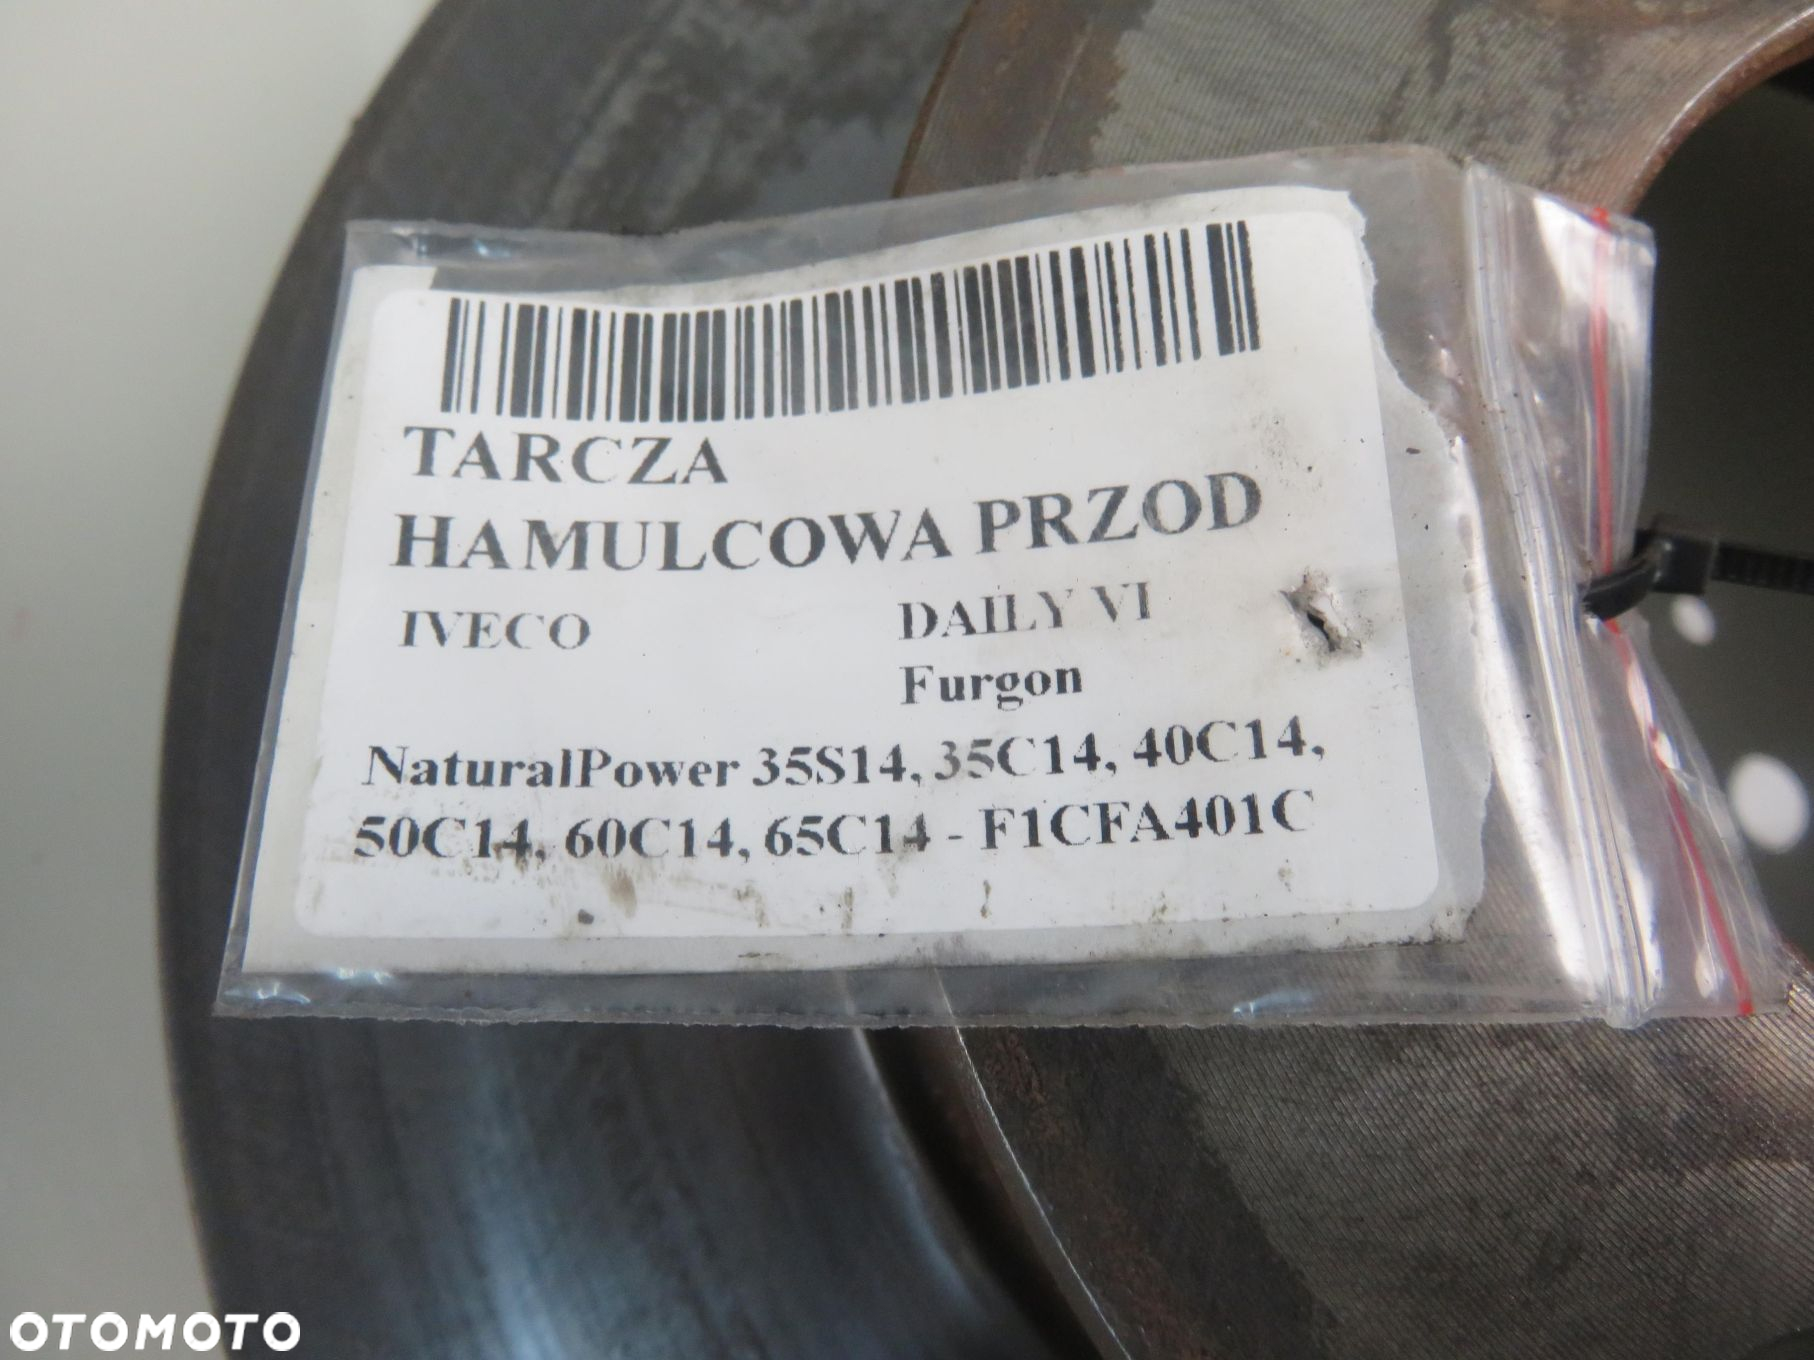 TARCZA
HAMULCOWA PRZOD
IVECO DAILY VI
Furgon
NaturalPower 35S14, 35C14, 40C14,
50C14, 60C14, 65C14 - F1CFA401C
OTOMOTO